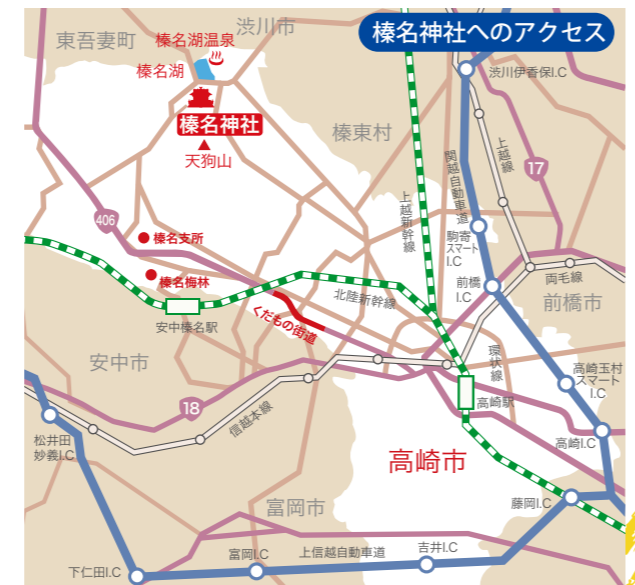 榛名神社へのアクセス
東吾妻町
渋川市
榛名湖温泉
榛名湖
榛名神社
天狗山
榛東村
渋川伊香保I.C
上越線
17
関越自動車道
上越新幹線
駒寄
スマート
I.C
406
榛名支所
榛名梅林
前橋
I.C
両毛線
前橋市
北陸新幹線
くだもの街道
安中榛名駅
安中市
環状線
高崎玉村
スマート
I.C
高崎駅
18
信越本線
松井田
妙義I.C
高崎I.C
高崎市
藤岡I.C
富岡市
下仁田I.C
富岡I.C
上信越自動車道
吉井I.C